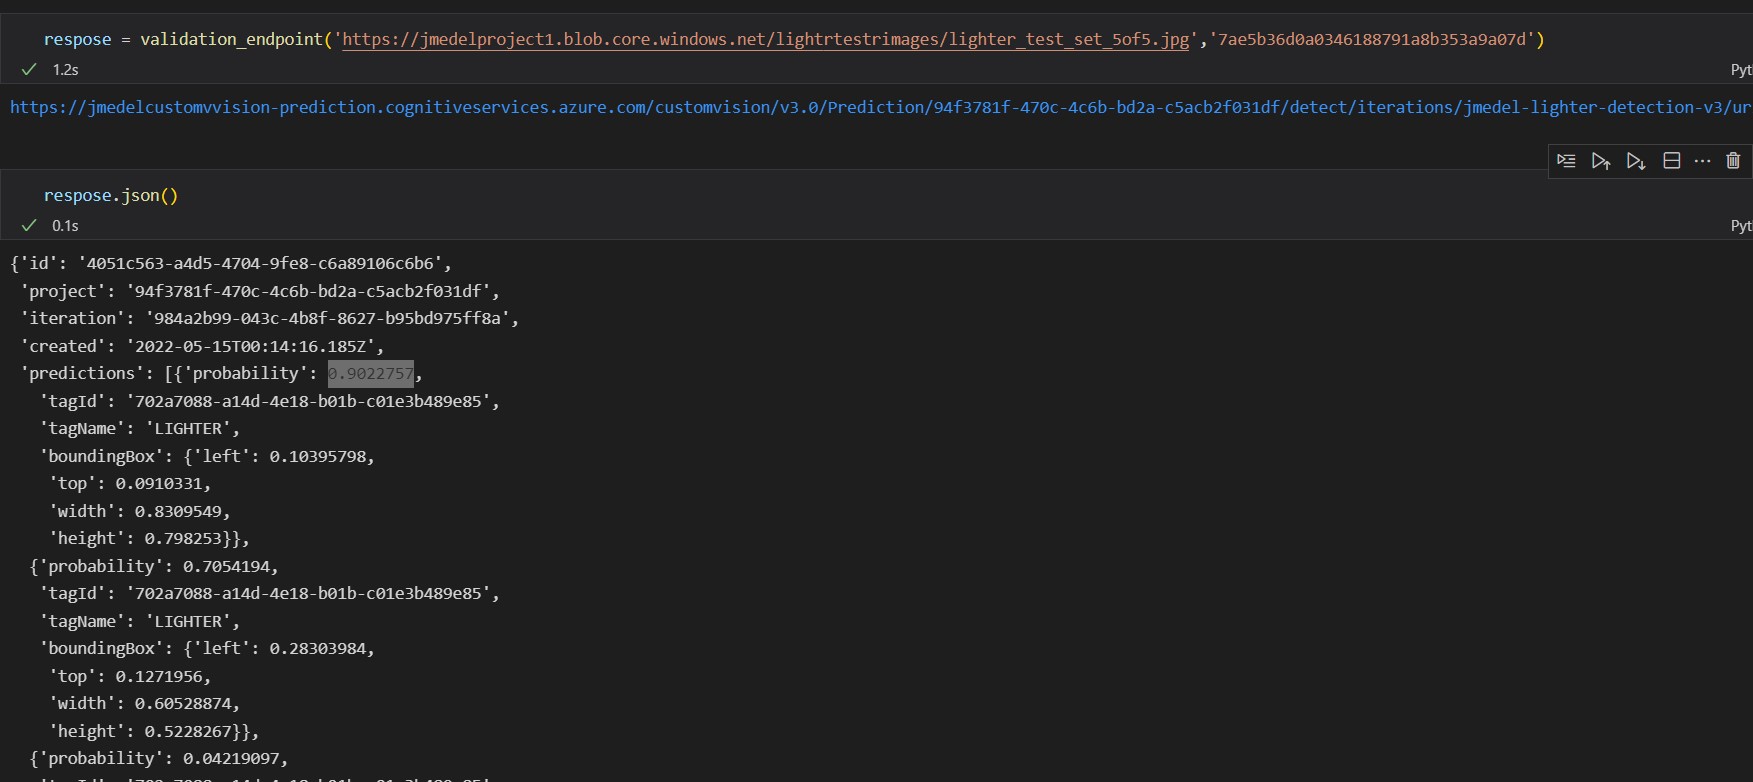 respose = validation_endpoint('https://jmedelproject1.blob.core.windows.net/lightrtestrimages/lighter_test_set_5of5.jpg','7ae5b36d0a0346188791a8b353a9a07d')
1.2s
Pyt
https://jmedelcustomvvision-prediction.cognitiveservices.azure.com/customvision/v3.0/Prediction/94f3781f-470c-4c6b-bd2a-c5acb2f031df/detect/iterations/jmedel-lighter-detection-v3/ur
respose.json()
0.1s
Pyt
{'id': '4051c563-a4d5-4704-9fe8-c6a89106c6b6',
'project': '94f3781f-470c-4c6b-bd2a-c5acb2f031df',
'iteration': '984a2b99-043c-4b8f-8627-b95bd975ff8a',
'created': '2022-05-15T00:14:16.185Z',
'predictions': [{'probability': 0.9022757,
'tagId': '702a7088-a14d-4e18-b01b-c01e3b489e85',
'tagName': 'LIGHTER',
'boundingBox': {'left': 0.10395798,
'top': 0.0910331,
'width': 0.8309549,
'height': 0.798253}},
{'probability': 0.7054194,
'tagId': '702a7088-a14d-4e18-b01b-c01e3b489e85',
'tagName': 'LIGHTER',
'boundingBox': {'left': 0.28303984,
'top': 0.1271956,
'width': 0.60528874,
'height': 0.5228267}},
{'probability': 0.04219097,